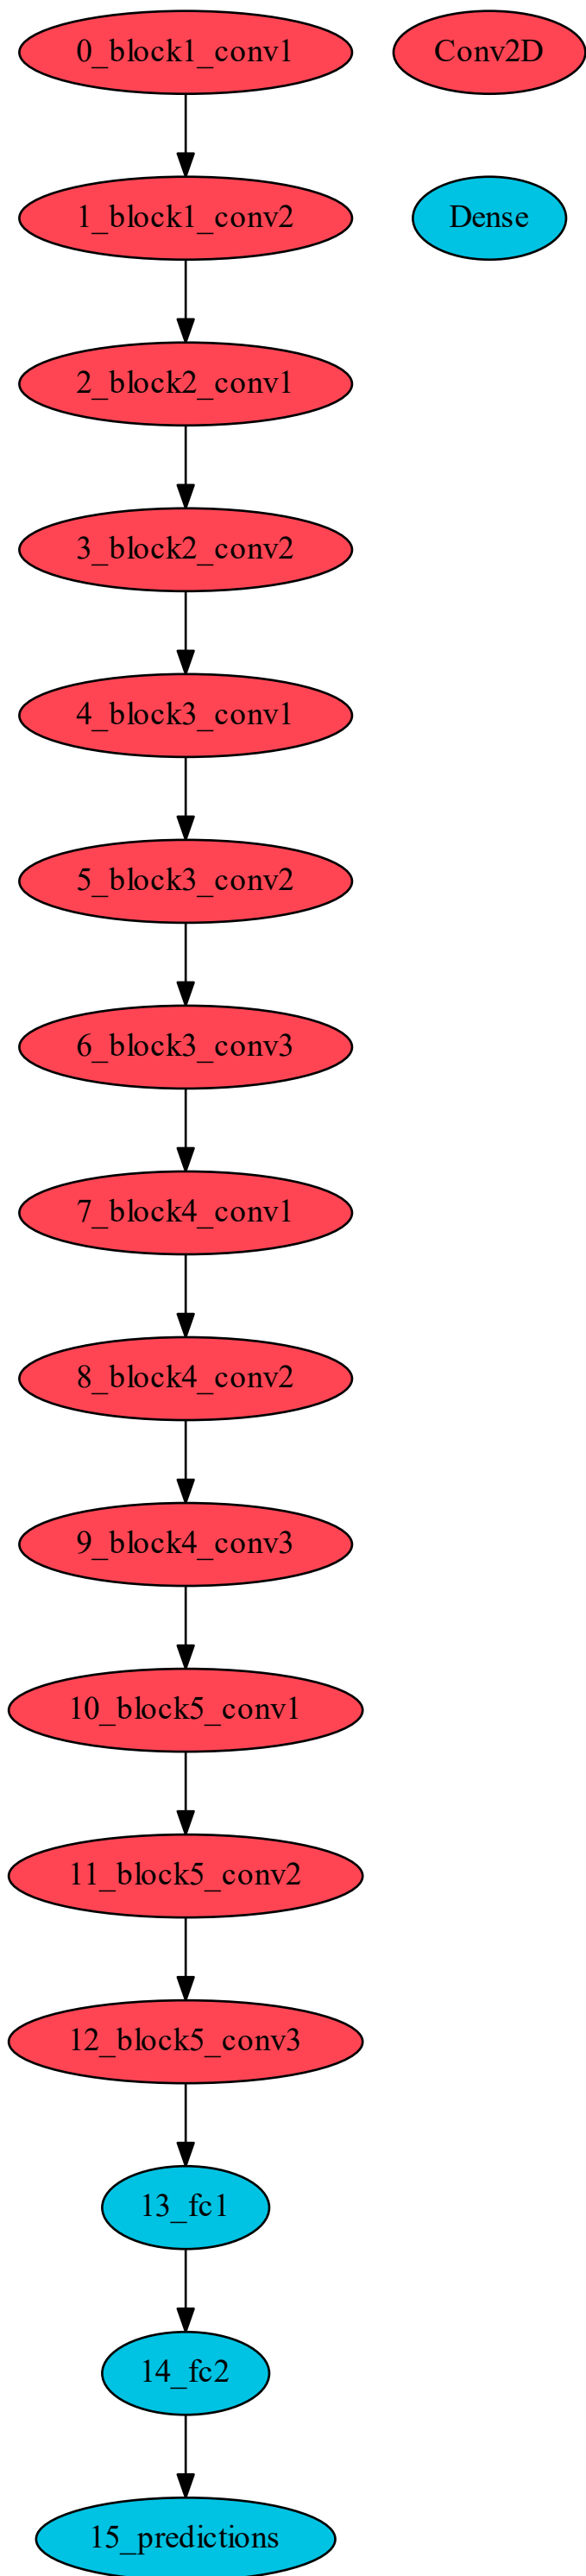 0_block1_conv1
Conv2D
1_block1_conv2
Dense
2_block2_conv1
3_block2_conv2
4_block3_conv1
5_block3_conv2
6_block3_conv3
7_block4_conv1
8_block4_conv2
9_block4_conv3
10_block5_conv1
11_block5_conv2
12_block5_conv3
13_fc1
14_fc2
15_predictions